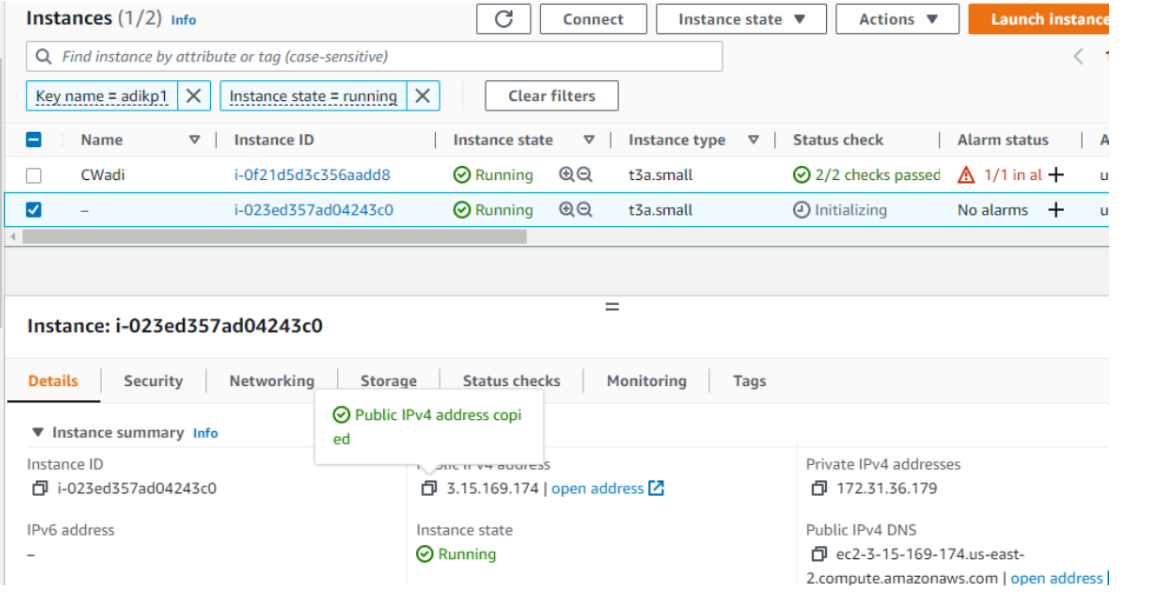 Instances (1/2) Info
Connect
Instance state
Actions
Launch instance
Find instance by attribute or tag (case-sensitive)
Key name = adikp1
Instance state = running
Clear filters
Name Instance ID Instance state Instance type Status check Alarm status A
CWadi i-0f21d5d3c356aadd8 Running t3a.small 2/2 checks passed 1/1 in al + u
– i-023ed357ad04243c0 Running t3a.small Initializing No alarms + u
Instance: i-023ed357ad04243c0
Details Security Networking Storage Status checks Monitoring Tags
Public IPv4 address copi
ed
Instance summary Info
Instance ID
i-023ed357ad04243c0
Public IPv4 address
3.15.169.174 | open address
Private IPv4 addresses
172.31.36.179
IPv6 address
–
Instance state
Running
Public IPv4 DNS
ec2-3-15-169-174.us-east-
2.compute.amazonaws.com | open address